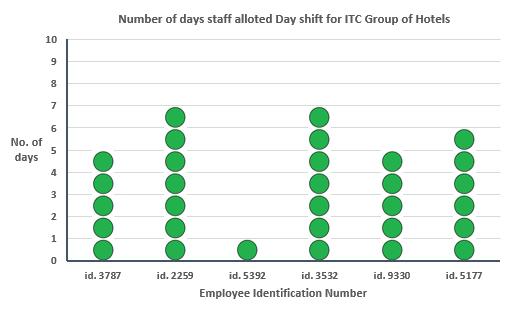 Number of days staff alloted Day shift for ITC Group of Hotels
10
9
8
7
6
5
4
3
2
1
0
No. of
days
id. 3787 id. 2259 id. 5392 id. 3532 id. 9330 id. 5177
Employee Identification Number